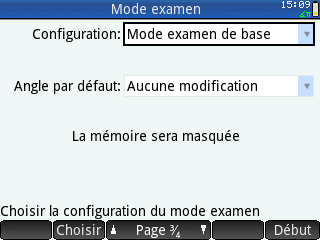 Mode examen
15:09
Configuration: Mode examen de base
Angle par défaut: Aucune modification
La mémoire sera masquée
Choisir la configuration du mode examen
Choisir Page ¾ Début